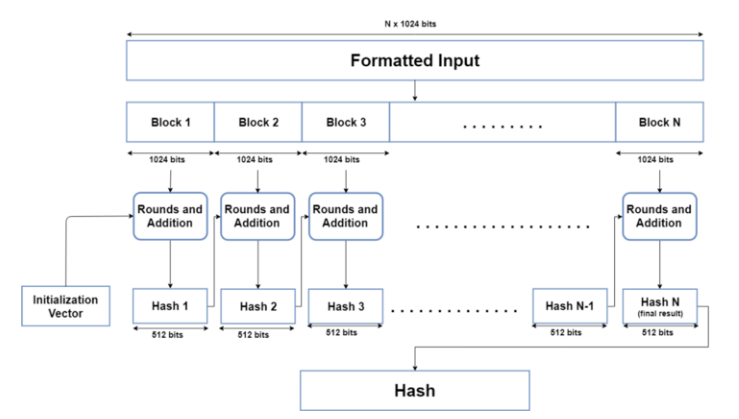 N x 1024 bits
Formatted Input
Block 1 Block 2 Block 3 . . . . . . . . . Block N
1024 bits 1024 bits 1024 bits 1024 bits
Rounds and Addition Rounds and Addition Rounds and Addition . . . . . . . . . . . . . . . . . . . . Rounds and Addition
Initialization
Vector
Hash 1 Hash 2 Hash 3 . . . . . . . . . . . . . . Hash N-1 Hash N
(final result)
512 bits 512 bits 512 bits 512 bits 512 bits
Hash